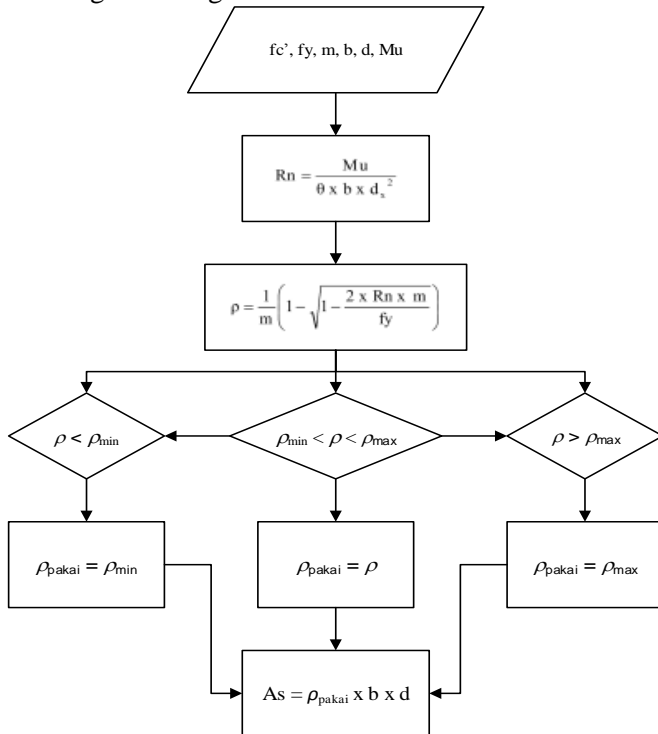 fc', fy, m, b, d, Mu
Rn = Mu / θ x b x dₓ²
ρ = 1/m (1 − √(1 − 2 x Rn x m / fy))
ρ < ρmin
ρmin < ρ < ρmax
ρ > ρmax
ρpakai = ρmin
ρpakai = ρ
ρpakai = ρmax
As = ρpakai x b x d